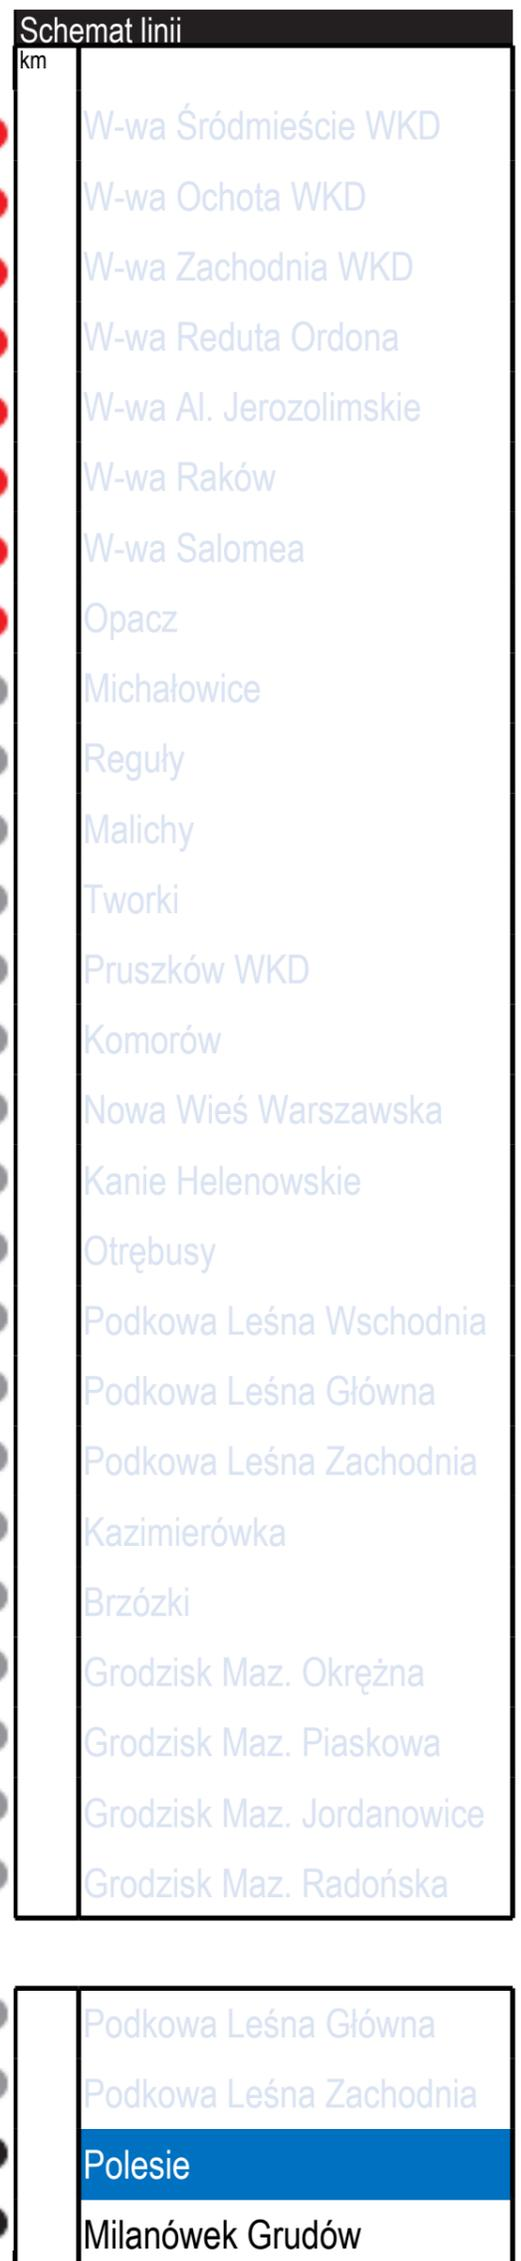 Schemat linii
km
W-wa Śródmieście WKD
W-wa Ochota WKD
W-wa Zachodnia WKD
W-wa Reduta Ordona
W-wa Al. Jerozolimskie
W-wa Raków
W-wa Salomea
Opacz
Michałowice
Reguły
Malichy
Tworki
Pruszków WKD
Komorów
Nowa Wieś Warszawska
Kanie Helenowskie
Otrębusy
Podkowa Leśna Wschodnia
Podkowa Leśna Główna
Podkowa Leśna Zachodnia
Kazimierówka
Brzózki
Grodzisk Maz. Okrężna
Grodzisk Maz. Piaskowa
Grodzisk Maz. Jordanowice
Grodzisk Maz. Radońska
Podkowa Leśna Główna
Podkowa Leśna Zachodnia
Polesie
Milanówek Grudów